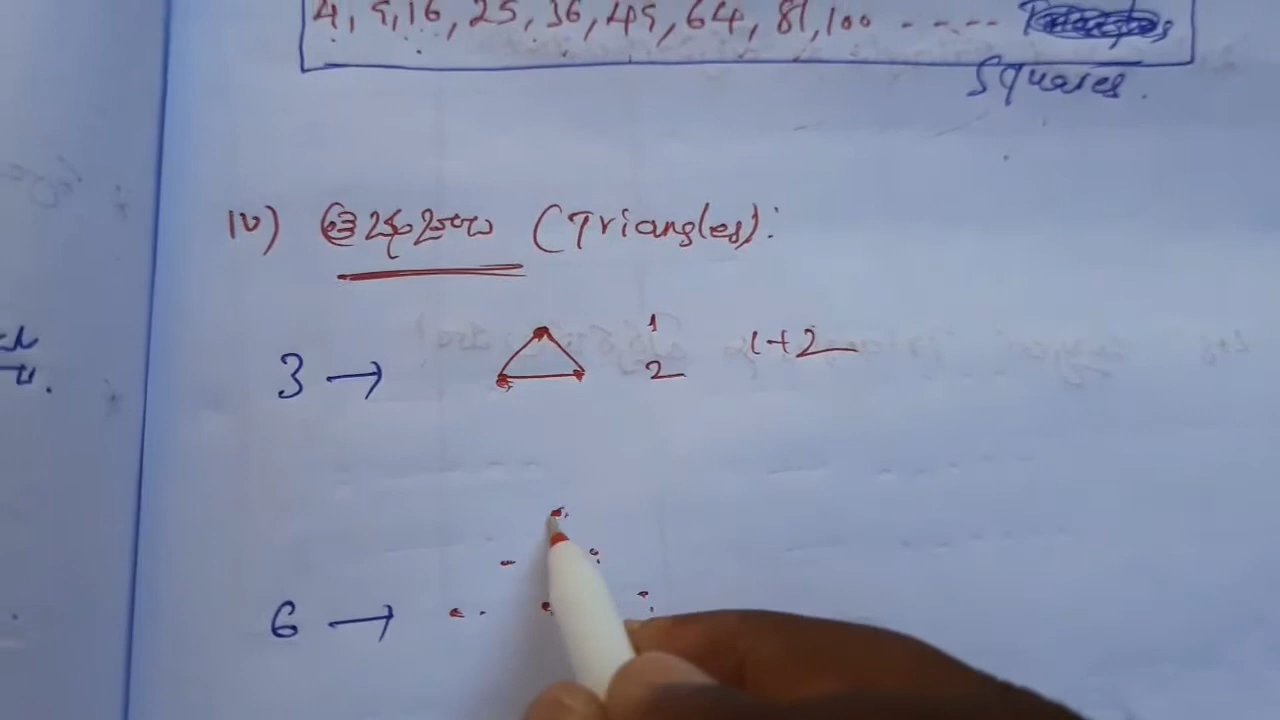 4, 9, 16, 25, 36, 49, 64, 81, 100 -----
Squares.
IV) త్రిభుజాలు (Triangles):
3 → 1 1+2
2
6 →